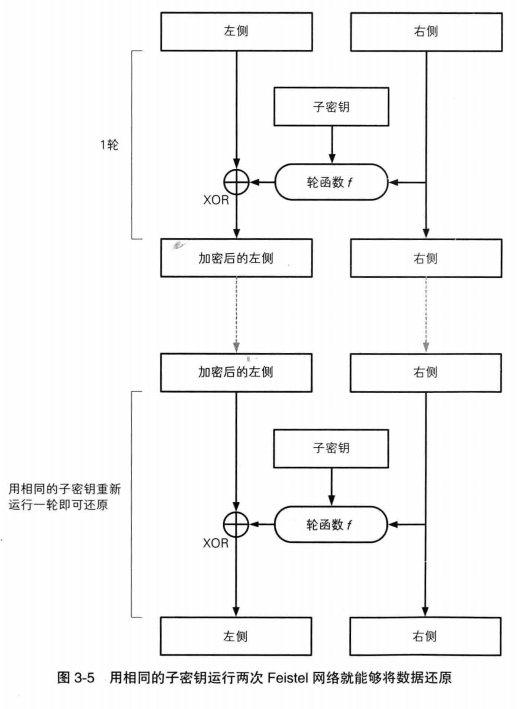 左侧
右侧
子密钥
1轮
轮函数 f
XOR
加密后的左侧
右侧
加密后的左侧
右侧
子密钥
用相同的子密钥重新
运行一轮即可还原
轮函数 f
XOR
左侧
右侧
图 3-5 用相同的子密钥运行两次 Feistel 网络就能够将数据还原